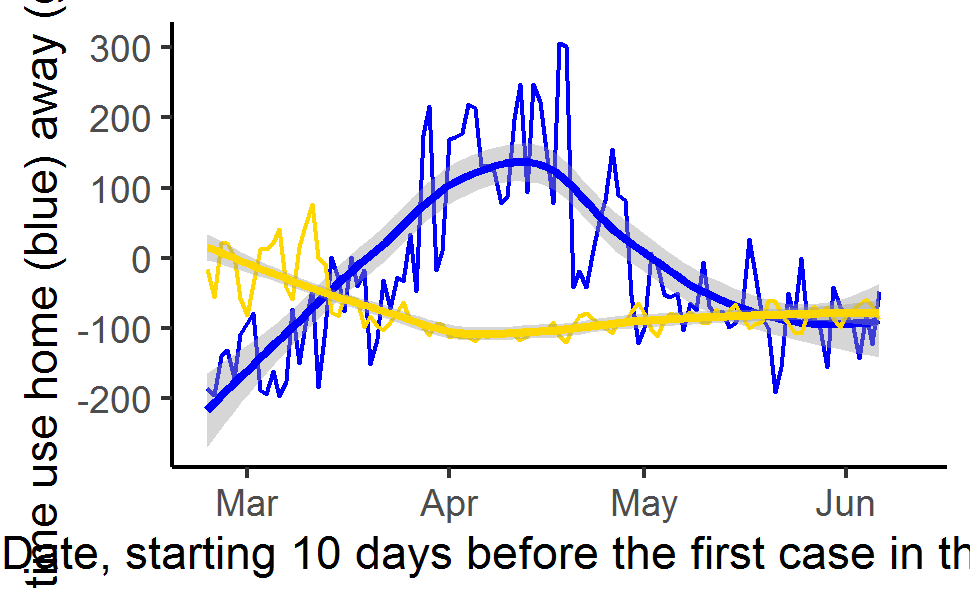 time use home (blue) away (
300
200
100
0
-100
-200
Mar Apr May Jun
Date, starting 10 days before the first case in th